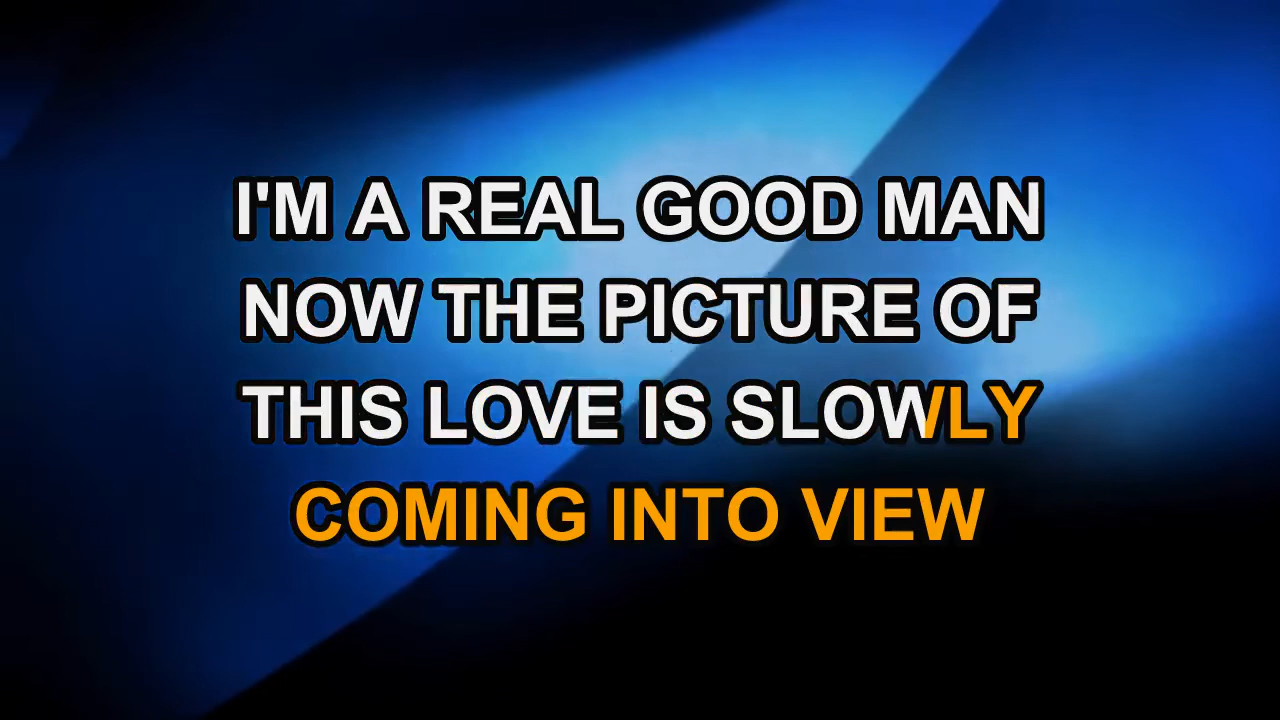 I'M A REAL GOOD MAN
NOW THE PICTURE OF
THIS LOVE IS SLOWLY
COMING INTO VIEW